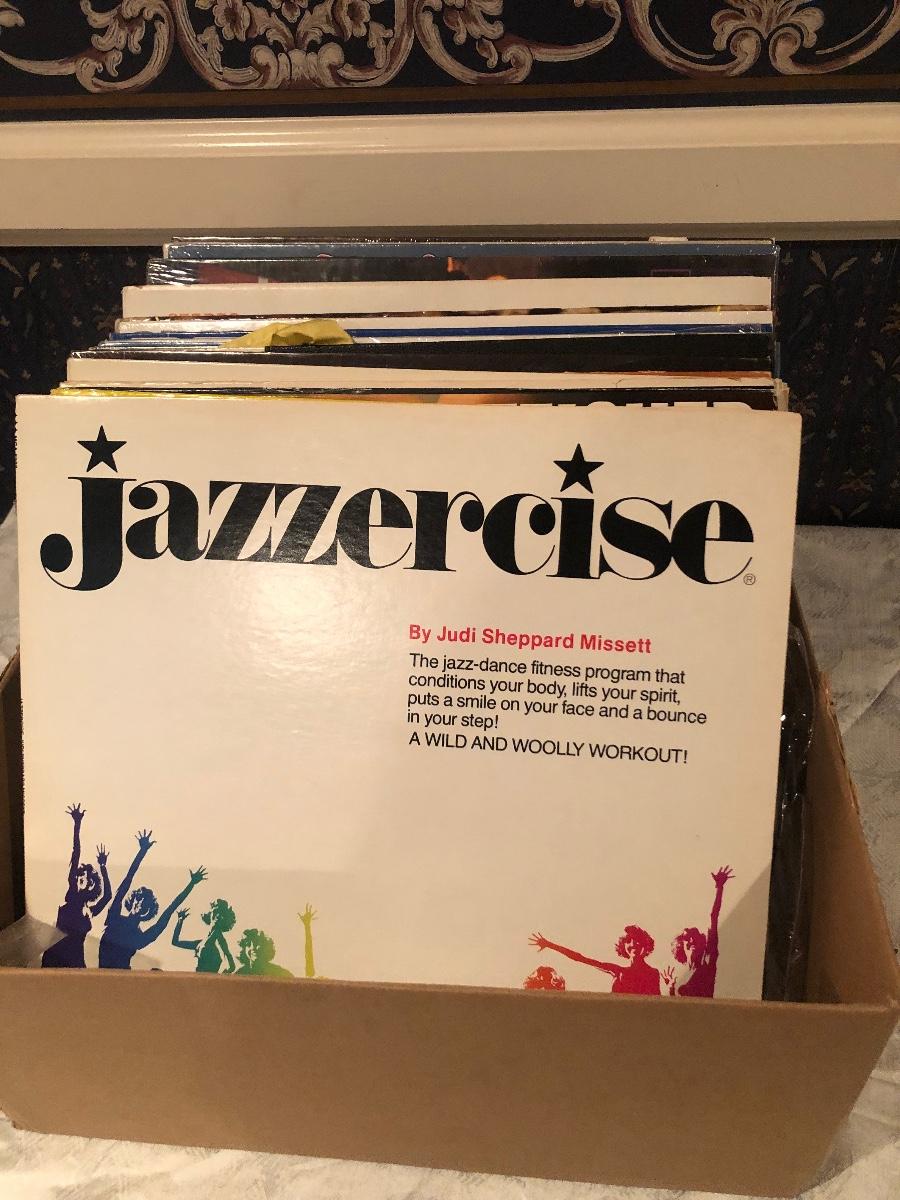 jazzercise®
By Judi Sheppard Missett
The jazz-dance fitness program that
conditions your body, lifts your spirit,
puts a smile on your face and a bounce
in your step!
A WILD AND WOOLLY WORKOUT!